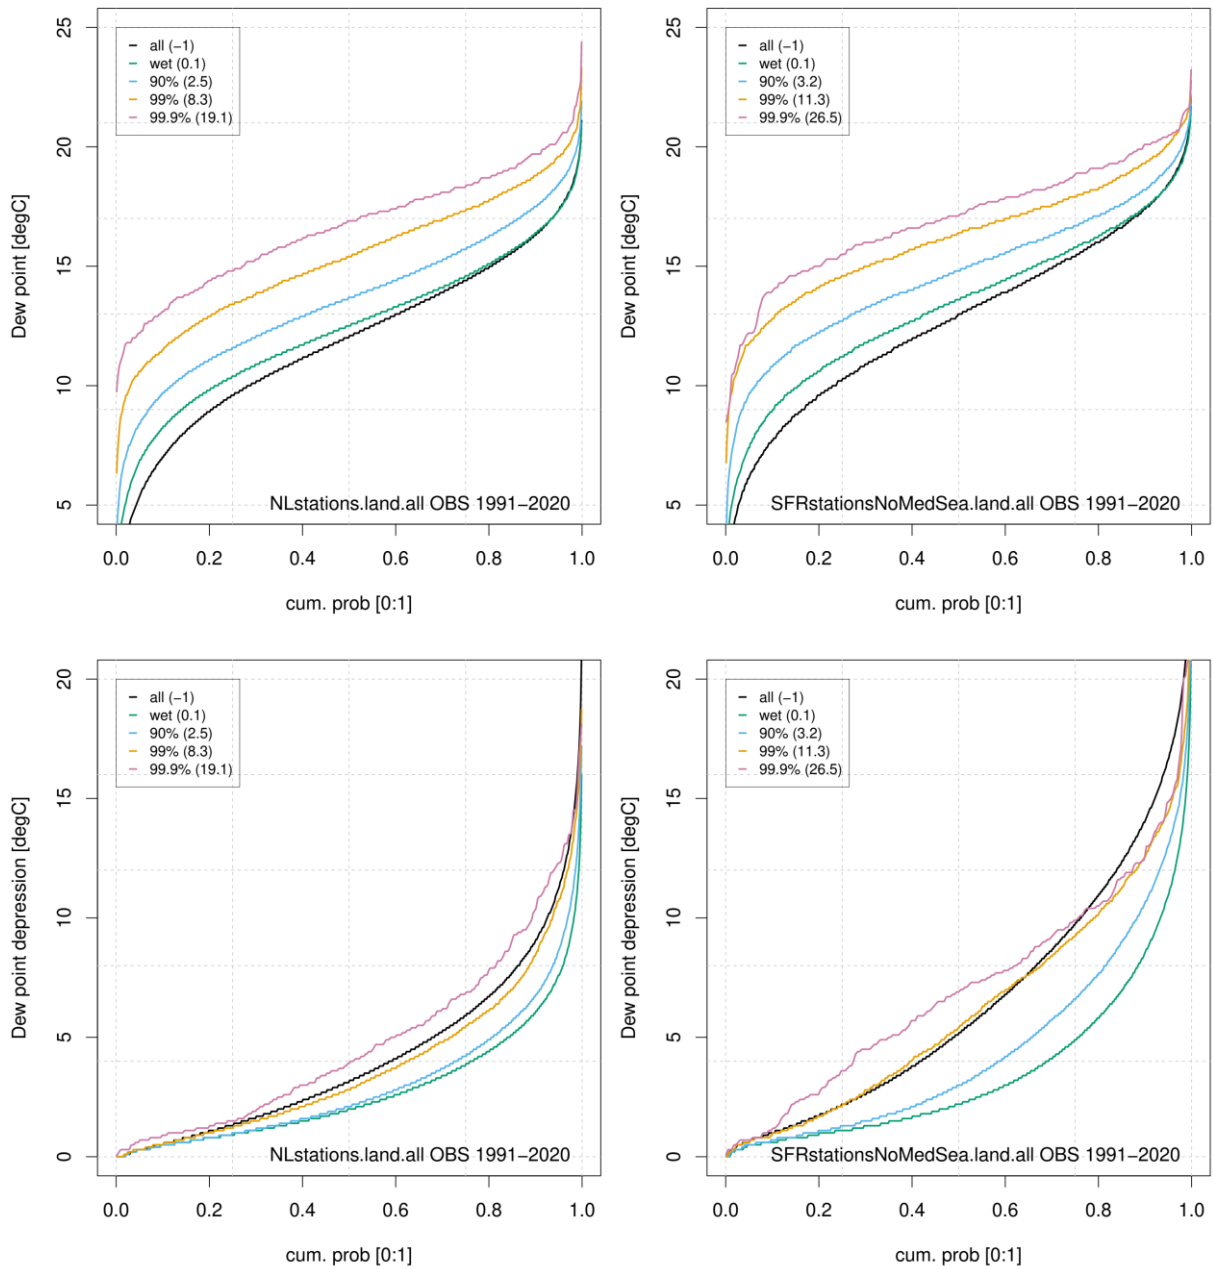 25
20
15
10
5
Dew point [degC]
all (−1)
wet (0.1)
90% (2.5)
99% (8.3)
99.9% (19.1)
NLstations.land.all OBS 1991−2020
0.0 0.2 0.4 0.6 0.8 1.0
cum. prob [0:1]
25
20
15
10
5
Dew point [degC]
all (−1)
wet (0.1)
90% (3.2)
99% (11.3)
99.9% (26.5)
SFRstationsNoMedSea.land.all OBS 1991−2020
0.0 0.2 0.4 0.6 0.8 1.0
cum. prob [0:1]
20
15
10
5
0
Dew point depression [degC]
all (−1)
wet (0.1)
90% (2.5)
99% (8.3)
99.9% (19.1)
NLstations.land.all OBS 1991−2020
0.0 0.2 0.4 0.6 0.8 1.0
cum. prob [0:1]
20
15
10
5
0
Dew point depression [degC]
all (−1)
wet (0.1)
90% (3.2)
99% (11.3)
99.9% (26.5)
SFRstationsNoMedSea.land.all OBS 1991−2020
0.0 0.2 0.4 0.6 0.8 1.0
cum. prob [0:1]